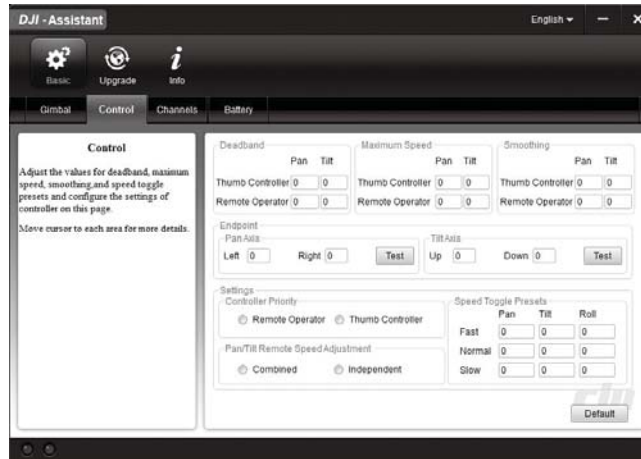 DJI - Assistant
English
Basic
Upgrade
Info
Gimbal
Control
Channels
Battery
Control
Adjust the values for deadband, maximum
speed, smoothing,and speed toggle
presets and configure the settings of
controller on this page.
Move cursor to each area for more details.
Deadband
Pan Tilt
Thumb Controller 0 0
Remote Operator 0 0
Maximum Speed
Pan Tilt
Thumb Controller 0 0
Remote Operator 0 0
Smoothing
Pan Tilt
Thumb Controller 0 0
Remote Operator 0 0
Endpoint
Pan Axis
Left 0 Right 0 Test
Tilt Axis
Up 0 Down 0 Test
Settings
Controller Priority
Remote Operator Thumb Controller
Pan/Tilt Remote Speed Adjustment
Combined Independent
Speed Toggle Presets
Pan Tilt Roll
Fast 0 0 0
Normal 0 0 0
Slow 0 0 0
Default